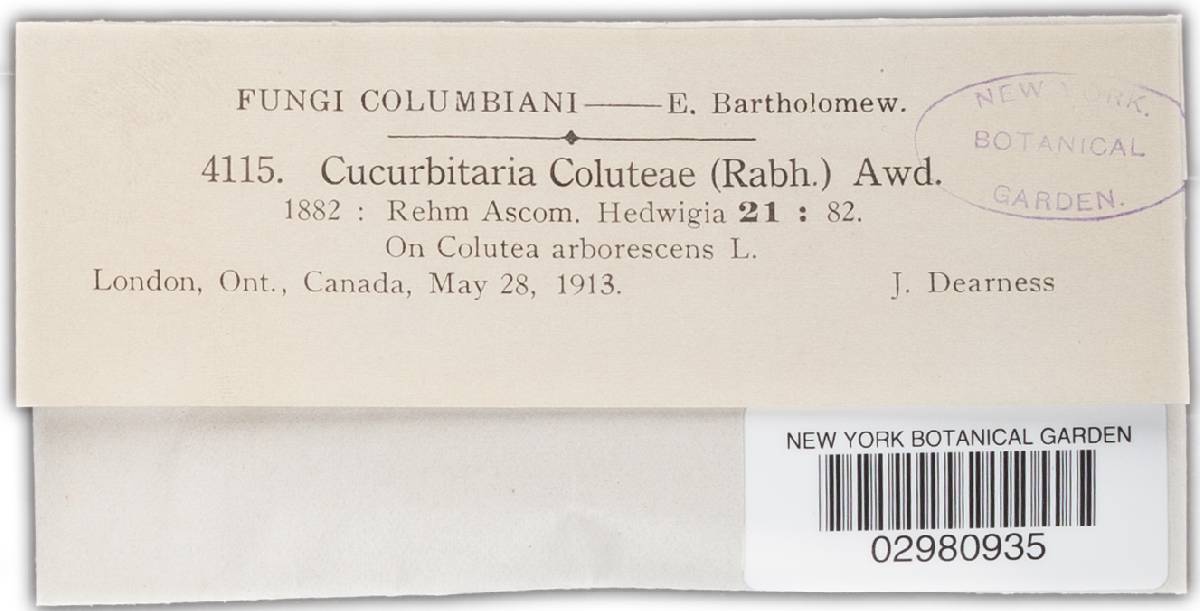 FUNGI COLUMBIANI——E. Bartholomew.
4115. Cucurbitaria Coluteae (Rabh.) Awd.
1882 : Rehm Ascom. Hedwigia 21 : 82.
On Colutea arborescens L.
London, Ont., Canada, May 28, 1913. J. Dearness
NEW YORK.
BOTANICAL
GARDEN.
NEW YORK BOTANICAL GARDEN
02980935